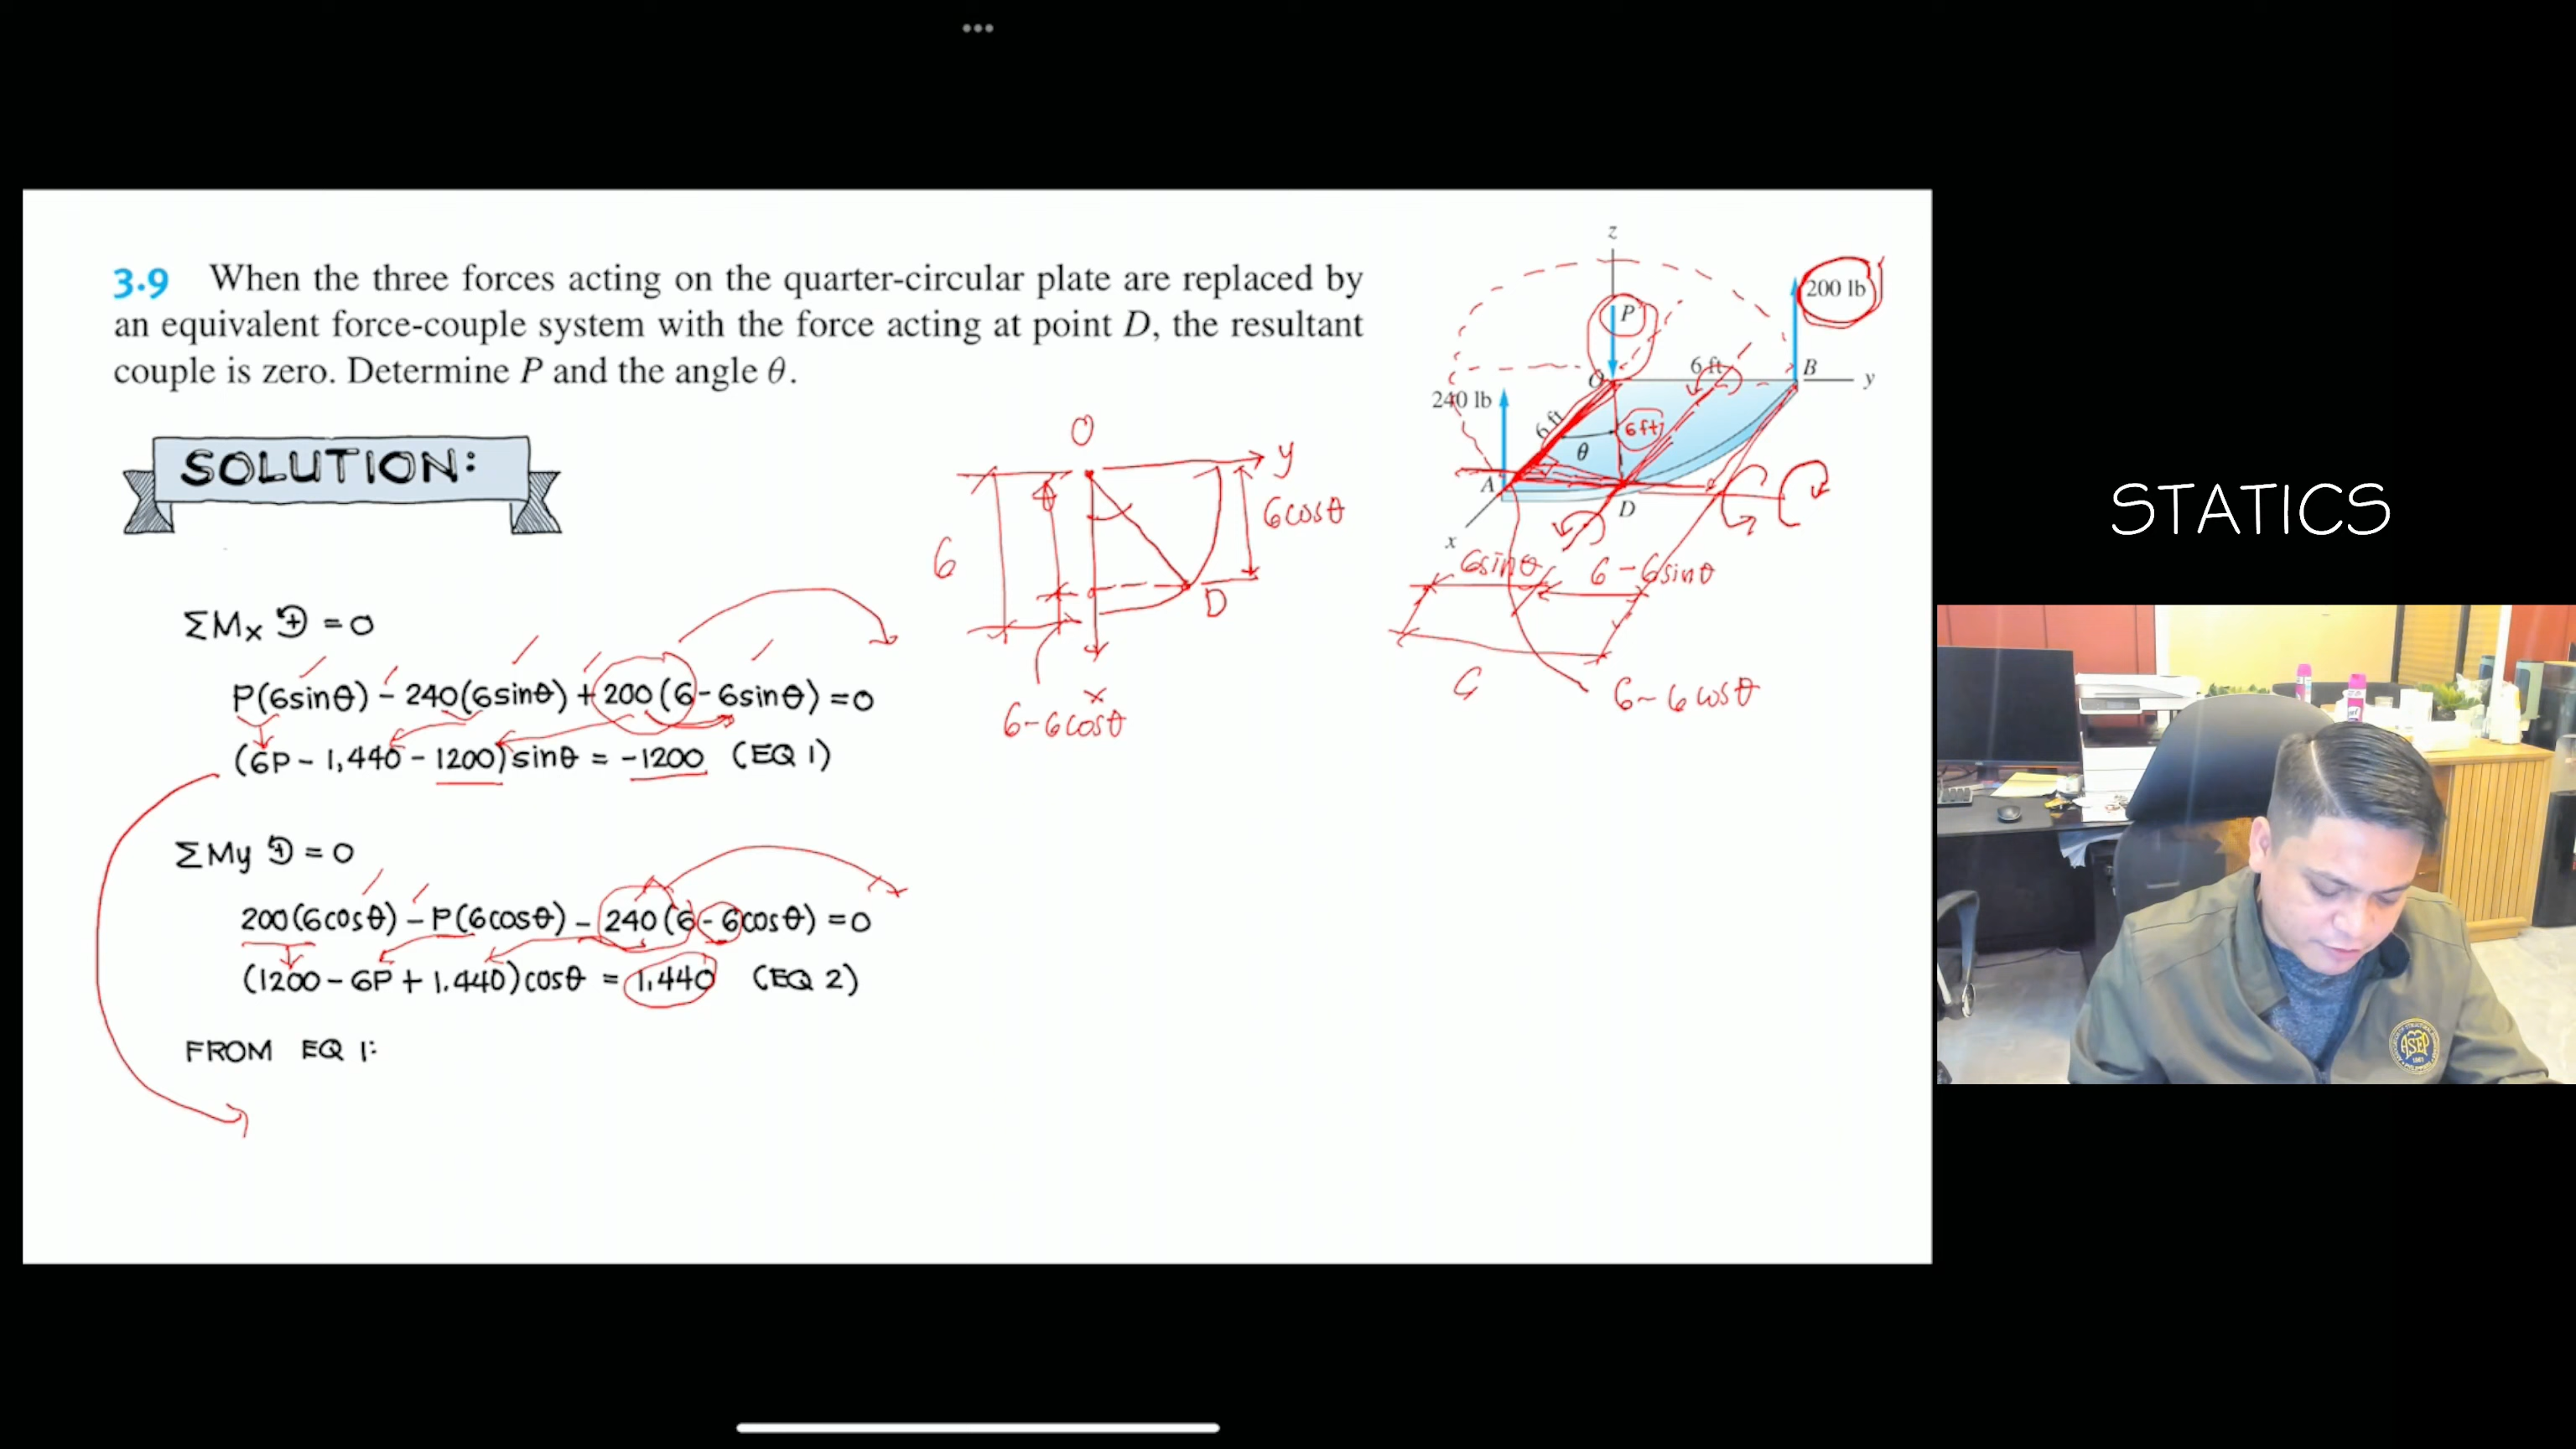 3.9 When the three forces acting on the quarter-circular plate are replaced by
an equivalent force-couple system with the force acting at point D, the resultant
couple is zero. Determine P and the angle θ.
SOLUTION:
z
P
200 lb
O
6 ft
B
y
240 lb
6 ft
6 ft
θ
A
D
x
6sinθ
6-6sinθ
6
6-6cosθ
O
y
θ
6
6cosθ
D
x
6-6cosθ
ΣMx + = 0
P(6sinθ) - 240(6sinθ) + 200(6-6sinθ) = 0
(6P - 1,440 - 1200)sinθ = -1200 (EQ 1)
ΣMy + = 0
200(6cosθ) - P(6cosθ) - 240(6-6cosθ) = 0
(1200 - 6P + 1.440)cosθ = 1,440 (EQ 2)
FROM EQ 1:
STATICS
ASEP